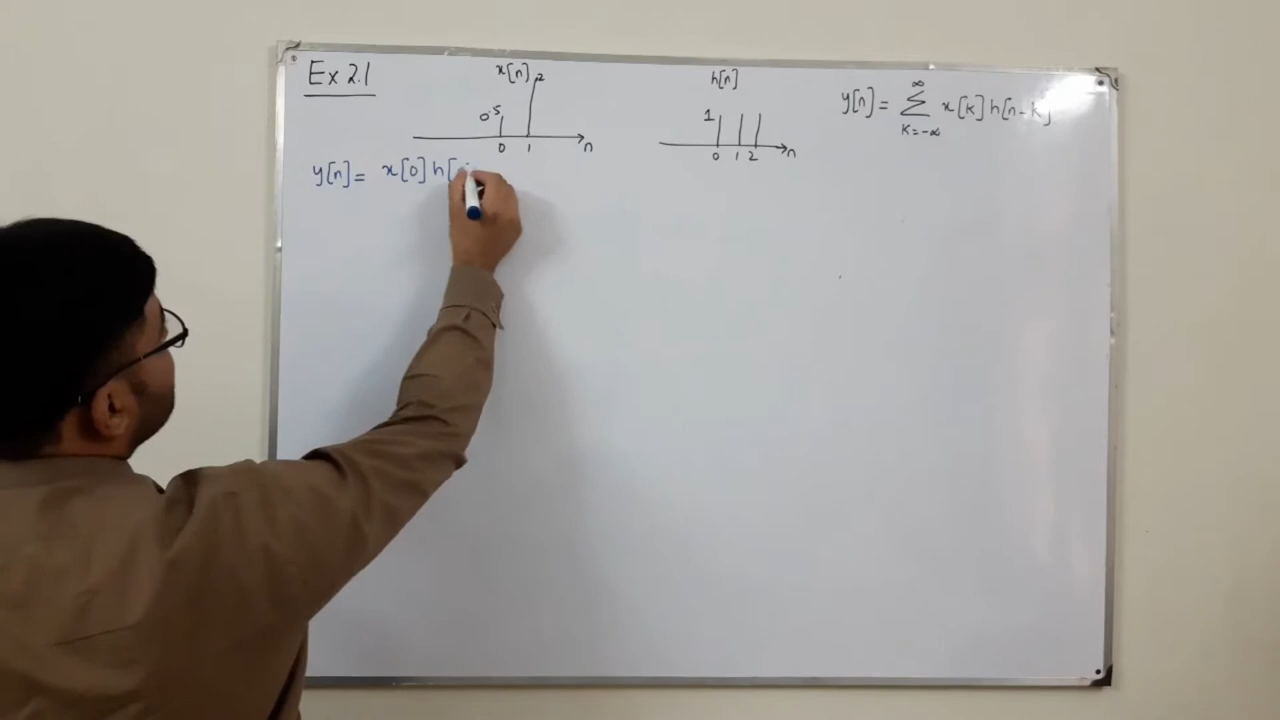 Ex 2.1
x[n]
2
0.5
0 1 n
h[n]
1
0 1 2 n
y[n] = ∞ Σ k=-∞ x[k] h[n-k]
y[n] = x[0] h[